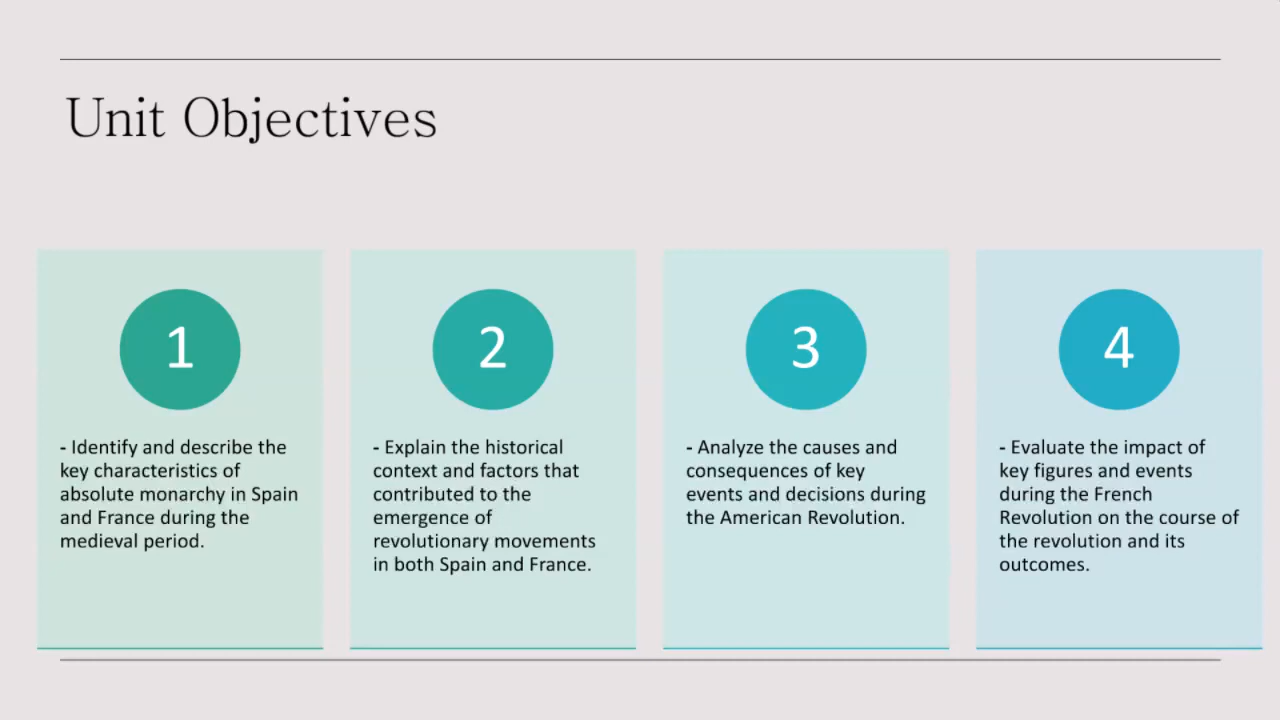 Unit Objectives
1
- Identify and describe the
key characteristics of
absolute monarchy in Spain
and France during the
medieval period.
2
- Explain the historical
context and factors that
contributed to the
emergence of
revolutionary movements
in both Spain and France.
3
- Analyze the causes and
consequences of key
events and decisions during
the American Revolution.
4
- Evaluate the impact of
key figures and events
during the French
Revolution on the course of
the revolution and its
outcomes.